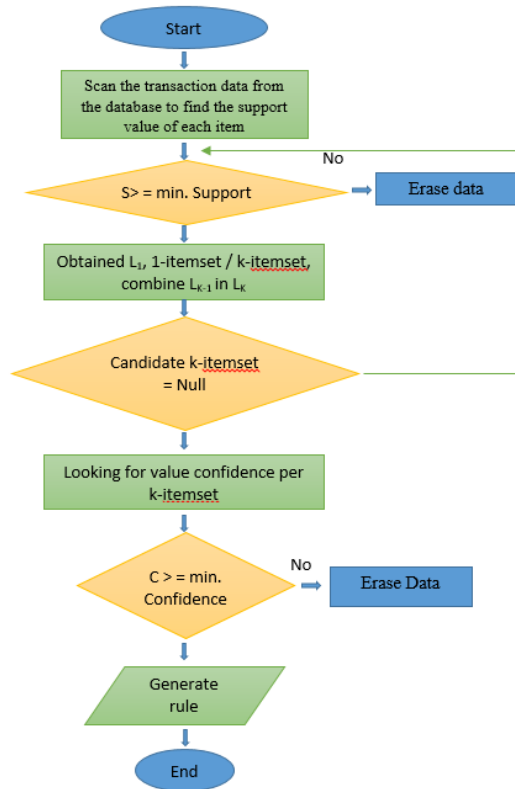 Start
Scan the transaction data from
the database to find the support
value of each item
No
S> = min. Support
Erase data
Obtained L₁, 1-itemset / k-itemset,
combine Lₖ₋₁ in Lₖ
Candidate k-itemset
= Null
Looking for value confidence per
k-itemset
No
C > = min.
Confidence
Erase Data
Generate
rule
End